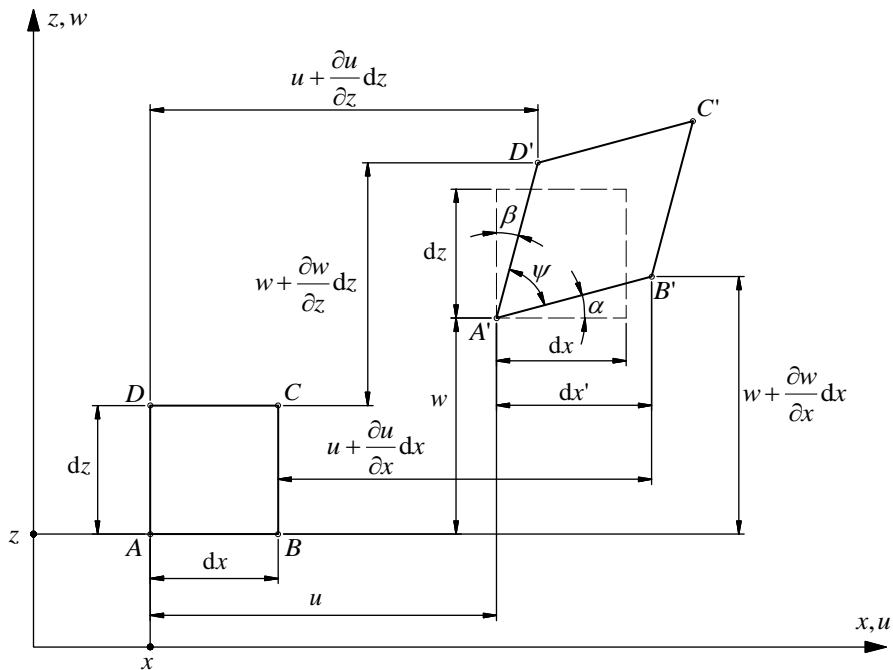 z, w
u + ∂u/∂z dz
C'
D'
β
dz
w + ∂w/∂z dz
ψ
B'
α
A'
dx
D
C
w
dx'
w + ∂w/∂x dx
u + ∂u/∂x dx
dz
z
A
B
dx
u
x, u
x